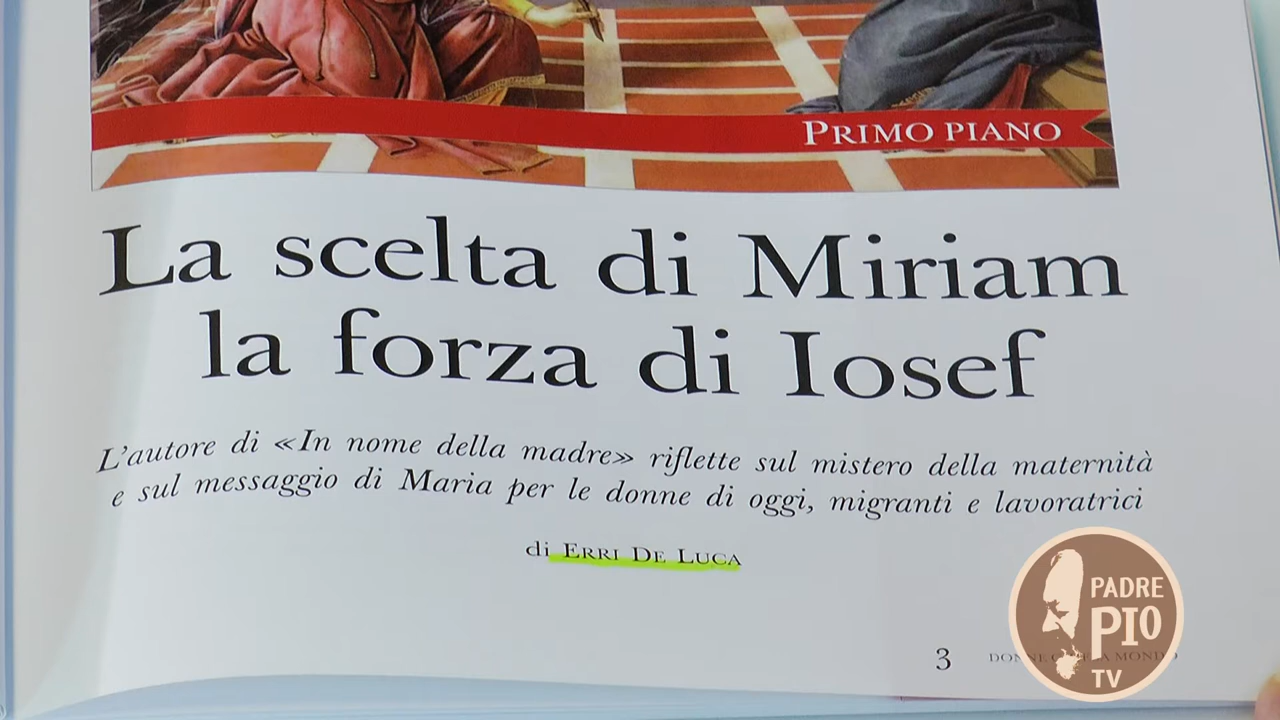 PRIMO PIANO
La scelta di Miriam
la forza di Iosef
L'autore di «In nome della madre» riflette sul mistero della maternità
e sul messaggio di Maria per le donne di oggi, migranti e lavoratrici
di ERRI DE LUCA
3
PADRE
PIO
TV